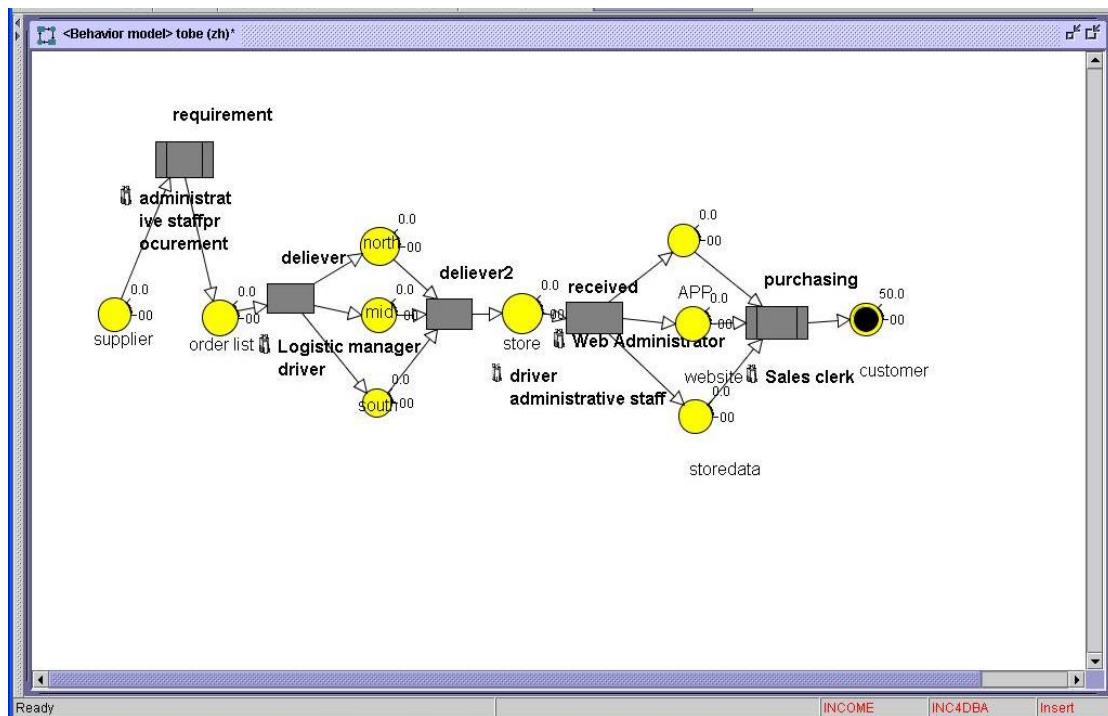 <Behavior model> tobe (zh)*
requirement
administrat
ive staffpr
ocurement
0.0
00
supplier
0.0
00
order list
deliever
Logistic manager
driver
0.0
00
north
0.0
00
mid
0.0
00
south
deliever2
0.0
00
store
driver
administrative staff
received
Web Administrator
0.0
00
APP
0.0
00
website
0.0
00
storedata
purchasing
Sales clerk
50.0
00
customer
Ready
INCOME
INC4DBA
Insert